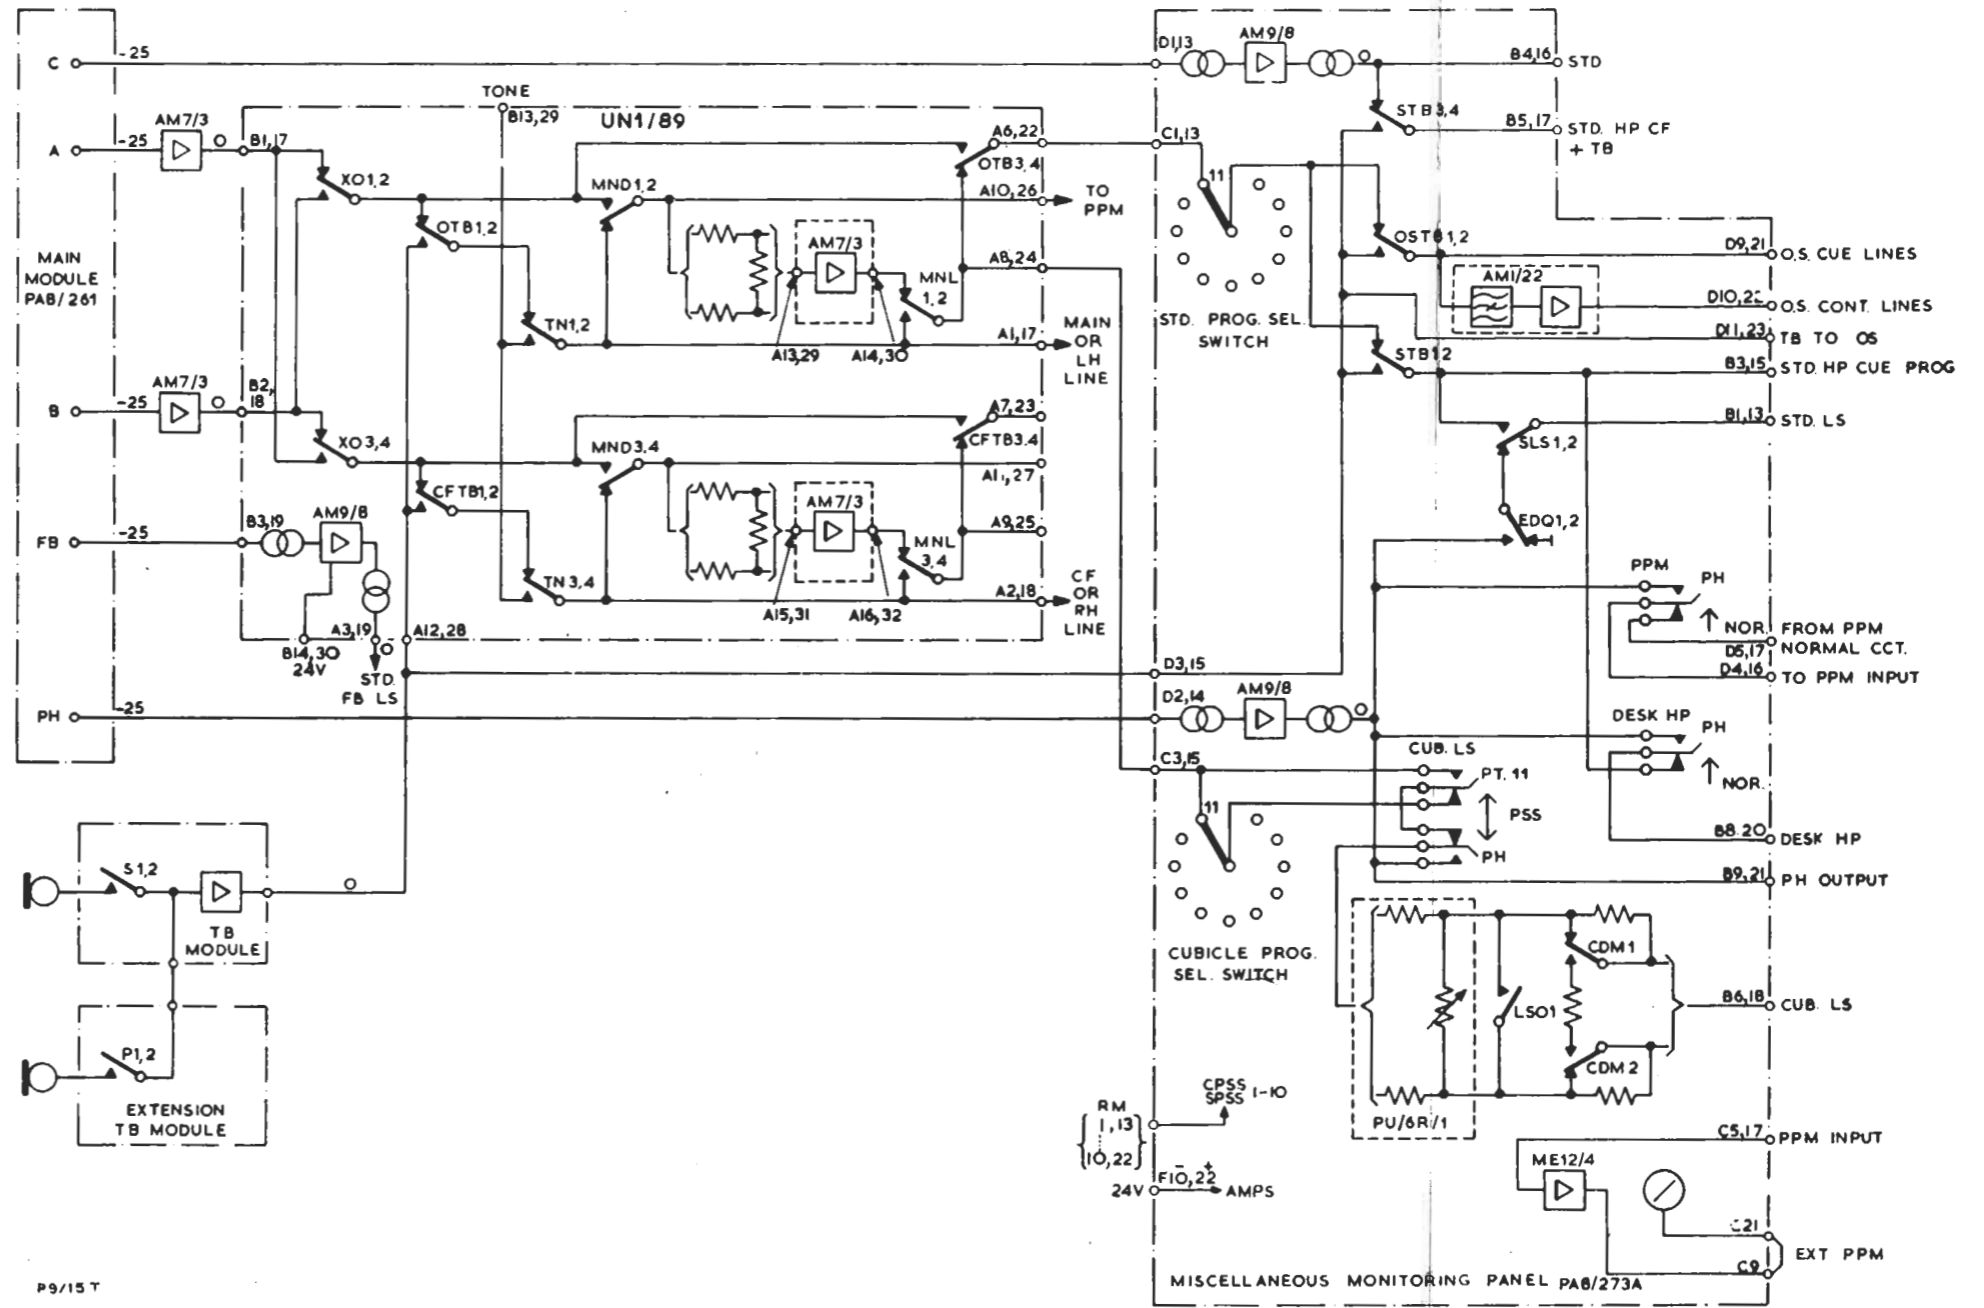 C
-25
A
-25
AM7/3
O
B1,17
MAIN
MODULE
PA8/261
B
-25
AM7/3
O
B2,
18
FB
-25
B3,19
AM9/8
PH
-25
TONE
B13,29
UN1/89
XO1,2
OTB1,2
MND1,2
TN1,2
AM7/3
A13,29
A14,30
MNL
1,2
OTB3,4
A6,22
A10,26
TO
PPM
A8,24
A1,17
MAIN
OR
LH
LINE
XO3,4
CFTB1,2
MND3,4
TN3,4
AM7/3
A15,31
A16,32
MNL
3,4
CFTB3.4
A7,23
A11,27
A9,25
A2,18
CF
OR
RH
LINE
B14,30
24V
A3,19
O
A12,28
STD.
FB LS
S1,2
TB
MODULE
O
P1,2
EXTENSION
TB MODULE
P9/15T
D1,13
AM9/8
O
B4,16
STD
STB3,4
B5,17
STD. HP CF
+ TB
C1,13
11
STD. PROG. SEL.
SWITCH
OSTB1,2
D9,21
O.S. CUE LINES
AM1/22
D10,22
O.S. CONT. LINES
D11,23
TB TO OS
STB12
B3,15
STD. HP CUE PROG
B1,13
STD. LS
SLS1,2
EDQ1,2
PPM
PH
NOR.
FROM PPM
D5,17
NORMAL CCT.
D4,16
TO PPM INPUT
D3,15
D2,14
AM9/8
O
DESK HP
PH
NOR.
B8.20
DESK HP
C3,15
CUB. LS
PT. 11
PSS
PH
11
CUBICLE PROG.
SEL. SWITCH
B9,21
PH OUTPUT
CDM1
LSO1
CDM2
B6,18
CUB. LS
PU/6R/1
CPSS
SPSS
1-10
RM
1,13
10,22
24V
F10,22
- +
AMPS
C5,17
PPM INPUT
ME12/4
C21
EXT PPM
C9
MISCELLANEOUS MONITORING PANEL PA8/273A